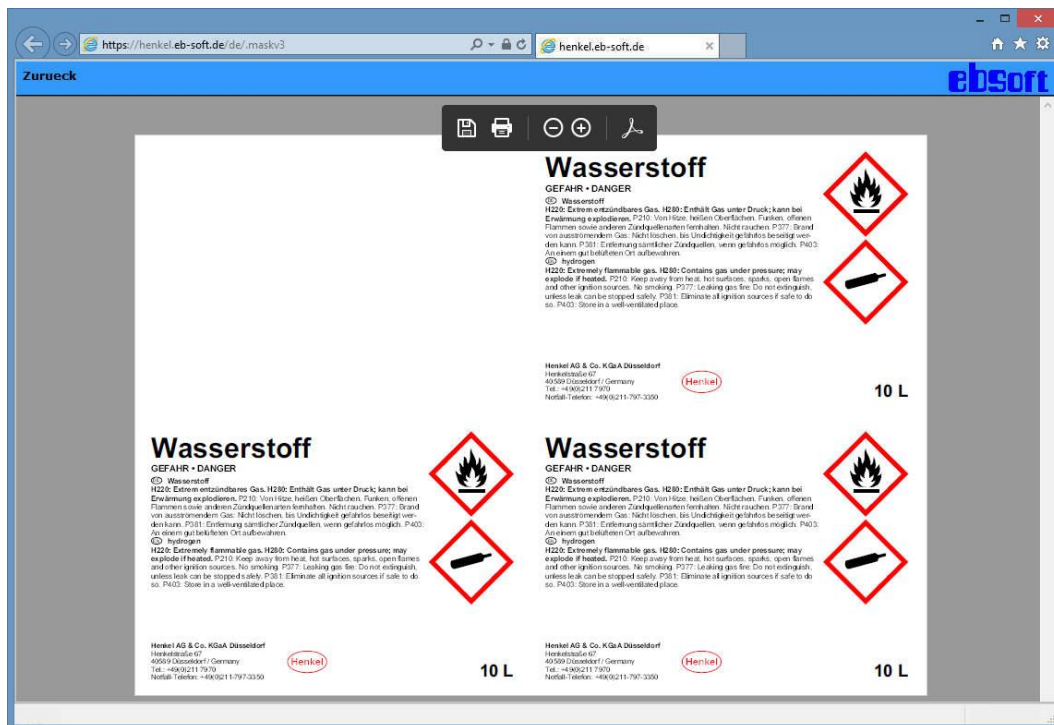 https://henkel.eb-soft.de/de/.maskv3
henkel.eb-soft.de
Zurueck
ebsoft
Wasserstoff
GEFAHR • DANGER
DE Wasserstoff
H220: Extrem entzündbares Gas. H280: Enthält Gas unter Druck; kann bei
Erwärmung explodieren. P210: Von Hitze, heißen Oberflächen, Funken, offenen
Flammen sowie anderen Zündquellenarten fernhalten. Nicht rauchen. P377: Brand
von ausströmendem Gas: Nicht löschen, bis Undichtigkeit gefahrlos beseitigt wer-
den kann. P381: Entfernung sämtlicher Zündquellen, wenn gefahrlos möglich. P403:
An einem gut belüfteten Ort aufbewahren.
hydrogen
H220: Extremely flammable gas. H280: Contains gas under pressure; may
explode if heated. P210: Keep away from heat, hot surfaces, sparks, open flames
and other ignition sources. No smoking. P377: Leaking gas fire: Do not extinguish,
unless leak can be stopped safely. P381: Eliminate all ignition sources if safe to do
so. P403: Store in a well-ventilated place.
Henkel AG & Co. KGaA Düsseldorf
Henkelstraße 67
40589 Düsseldorf / Germany
Tel.: +49(0)211 7970
Notfall-Telefon: +49(0)211-797-3350
Henkel
10 L
Wasserstoff
GEFAHR • DANGER
DE Wasserstoff
H220: Extrem entzündbares Gas. H280: Enthält Gas unter Druck; kann bei
Erwärmung explodieren. P210: Von Hitze, heißen Oberflächen, Funken, offenen
Flammen sowie anderen Zündquellenarten fernhalten. Nicht rauchen. P377: Brand
von ausströmendem Gas: Nicht löschen, bis Undichtigkeit gefahrlos beseitigt wer-
den kann. P381: Entfernung sämtlicher Zündquellen, wenn gefahrlos möglich. P403:
An einem gut belüfteten Ort aufbewahren.
hydrogen
H220: Extremely flammable gas. H280: Contains gas under pressure; may
explode if heated. P210: Keep away from heat, hot surfaces, sparks, open flames
and other ignition sources. No smoking. P377: Leaking gas fire: Do not extinguish,
unless leak can be stopped safely. P381: Eliminate all ignition sources if safe to do
so. P403: Store in a well-ventilated place.
Henkel AG & Co. KGaA Düsseldorf
Henkelstraße 67
40589 Düsseldorf / Germany
Tel.: +49(0)211 7970
Notfall-Telefon: +49(0)211-797-3350
Henkel
10 L
Wasserstoff
GEFAHR • DANGER
DE Wasserstoff
H220: Extrem entzündbares Gas. H280: Enthält Gas unter Druck; kann bei
Erwärmung explodieren. P210: Von Hitze, heißen Oberflächen, Funken, offenen
Flammen sowie anderen Zündquellenarten fernhalten. Nicht rauchen. P377: Brand
von ausströmendem Gas: Nicht löschen, bis Undichtigkeit gefahrlos beseitigt wer-
den kann. P381: Entfernung sämtlicher Zündquellen, wenn gefahrlos möglich. P403:
An einem gut belüfteten Ort aufbewahren.
hydrogen
H220: Extremely flammable gas. H280: Contains gas under pressure; may
explode if heated. P210: Keep away from heat, hot surfaces, sparks, open flames
and other ignition sources. No smoking. P377: Leaking gas fire: Do not extinguish,
unless leak can be stopped safely. P381: Eliminate all ignition sources if safe to do
so. P403: Store in a well-ventilated place.
Henkel AG & Co. KGaA Düsseldorf
Henkelstraße 67
40589 Düsseldorf / Germany
Tel.: +49(0)211 7970
Notfall-Telefon: +49(0)211-797-3350
Henkel
10 L